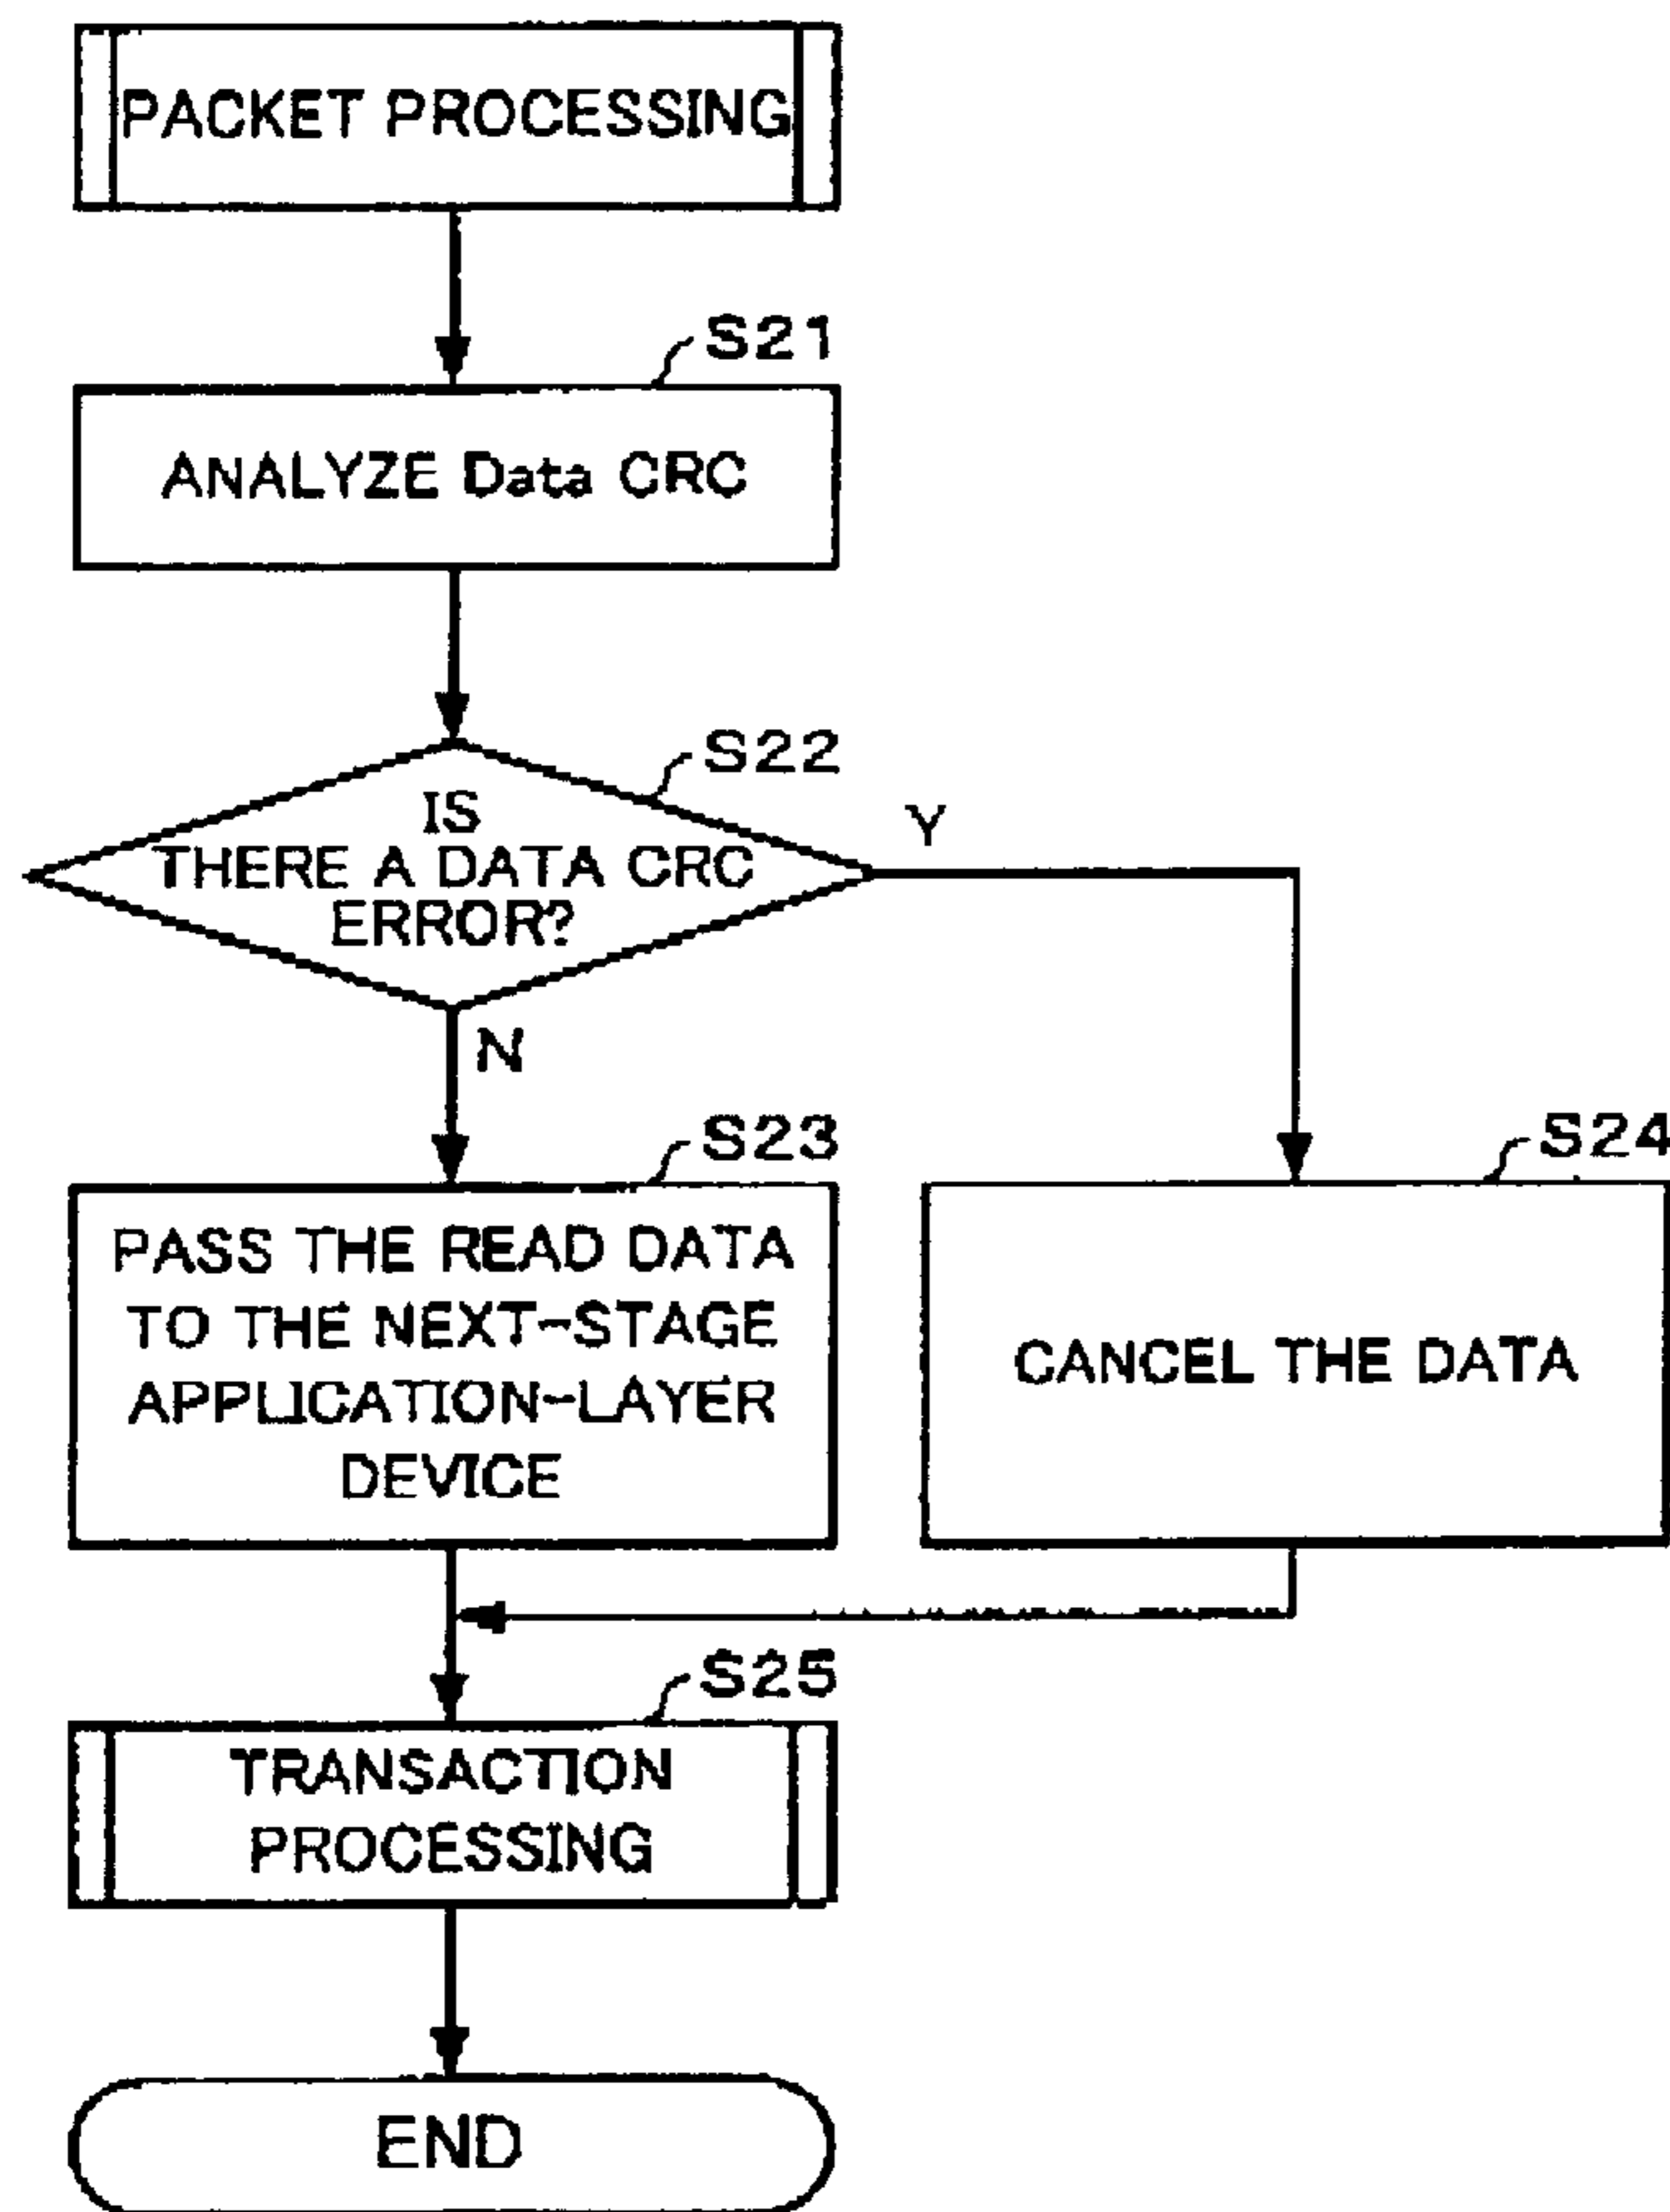 PACKET PROCESSING
S21
ANALYZE Data CRC
S22
IS
THERE A DATA CRC
ERROR?
Y
N
S23
PASS THE READ DATA
TO THE NEXT-STAGE
APPLICATION-LAYER
DEVICE
S24
CANCEL THE DATA
S25
TRANSACTION
PROCESSING
END